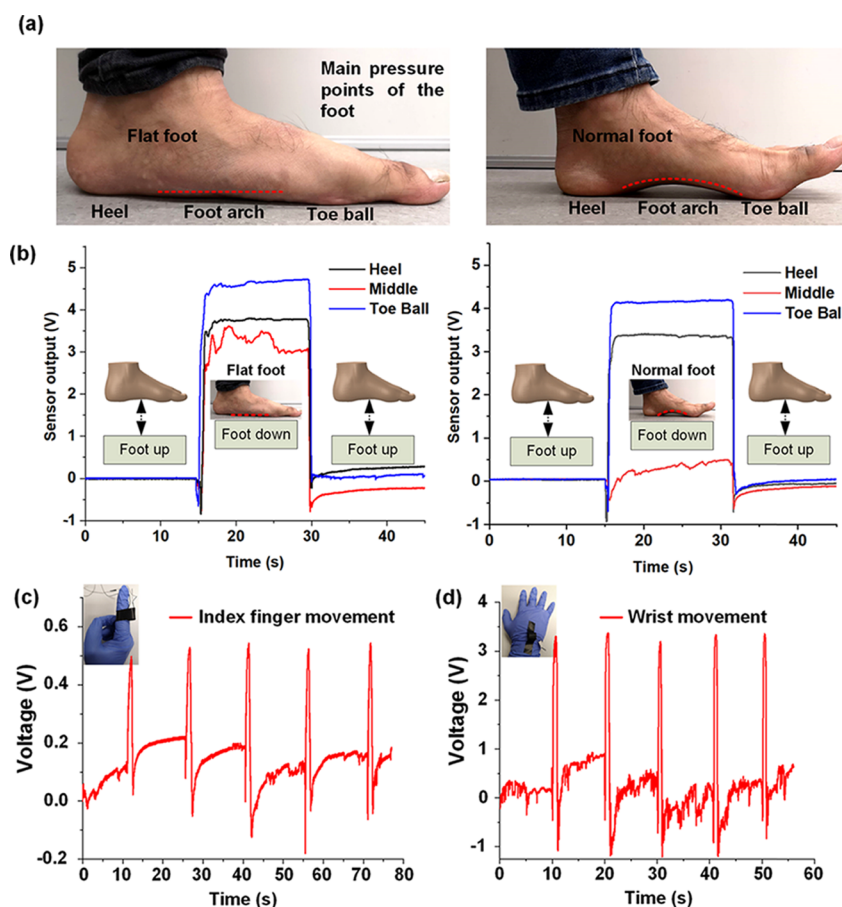 (a)
Main pressure
points of the
foot
Flat foot
Heel
Foot arch
Toe ball
Normal foot
Heel
Foot arch
Toe ball
(b)
Sensor output (V)
5
4
3
2
1
0
-1
Heel
Middle
Toe Ball
Flat foot
Foot up
Foot down
Foot up
0
10
20
30
40
Time (s)
Sensor output (V)
5
4
3
2
1
0
-1
Heel
Middle
Toe Bal
Normal foot
Foot up
Foot down
Foot up
0
10
20
30
40
Time (s)
(c)
Index finger movement
Voltage (V)
0.6
0.4
0.2
0.0
-0.2
0 10 20 30 40 50 60 70 80
Time (s)
(d)
Wrist movement
Voltage (V)
4
3
2
1
0
-1
0 10 20 30 40 50 60
Time (s)